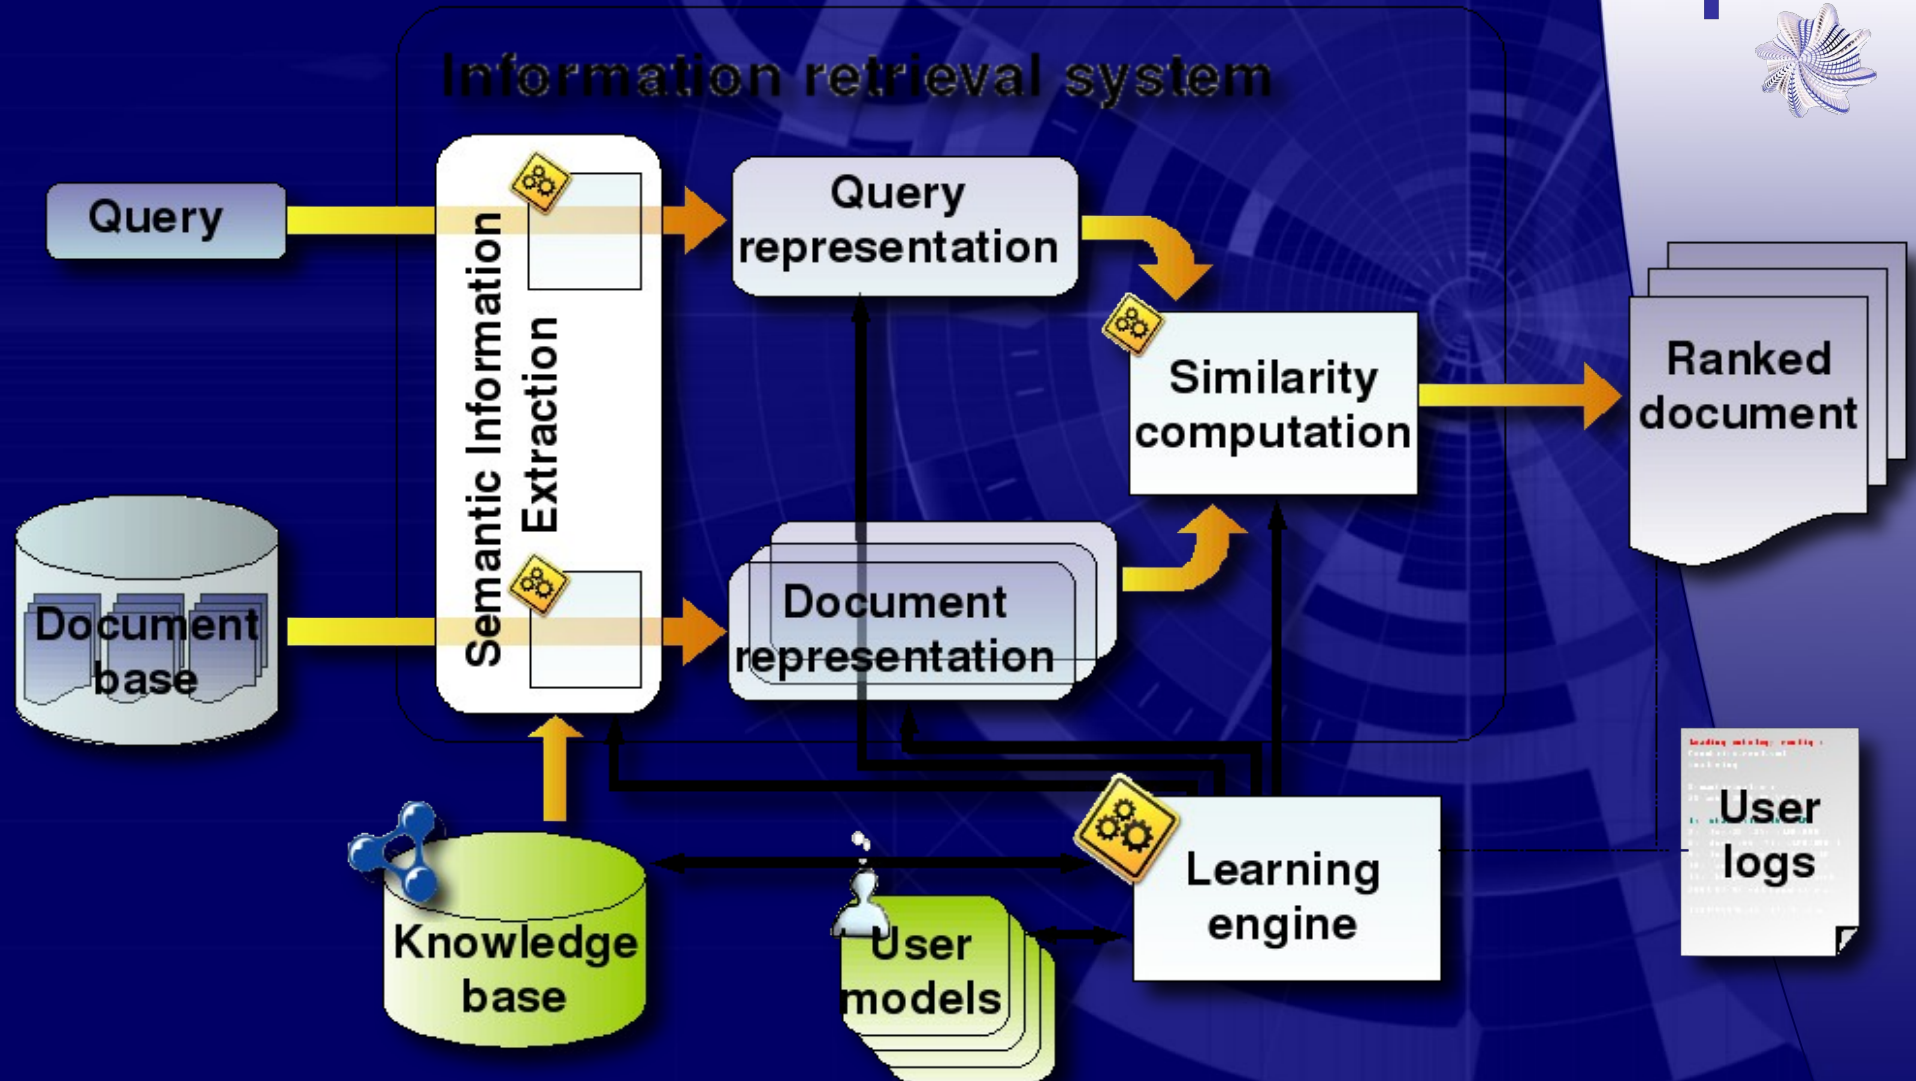 Information retrieval system
Query
Semantic Information
Extraction
Query
representation
Similarity
computation
Ranked
document
Document
base
Document
representation
Knowledge
base
User
models
Learning
engine
User
logs